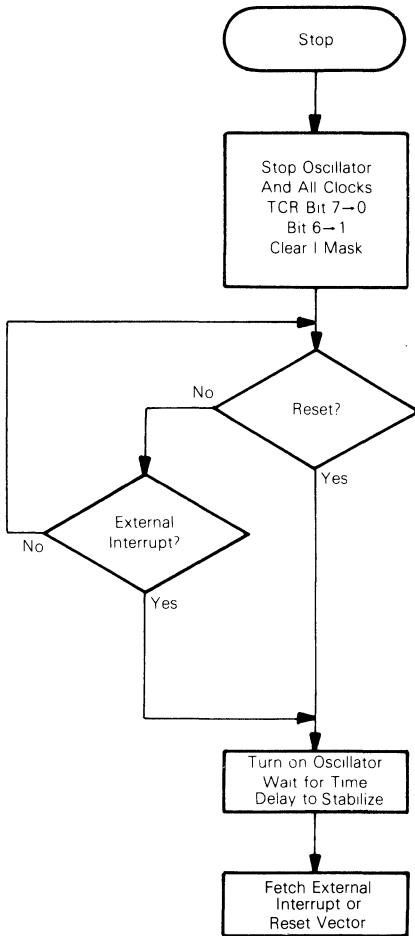 Stop
Stop Oscillator
And All Clocks
TCR Bit 7→0
Bit 6→1
Clear I Mask
No
Reset?
Yes
External
Interrupt?
No
Yes
Turn on Oscillator
Wait for Time
Delay to Stabilize
Fetch External
Interrupt or
Reset Vector